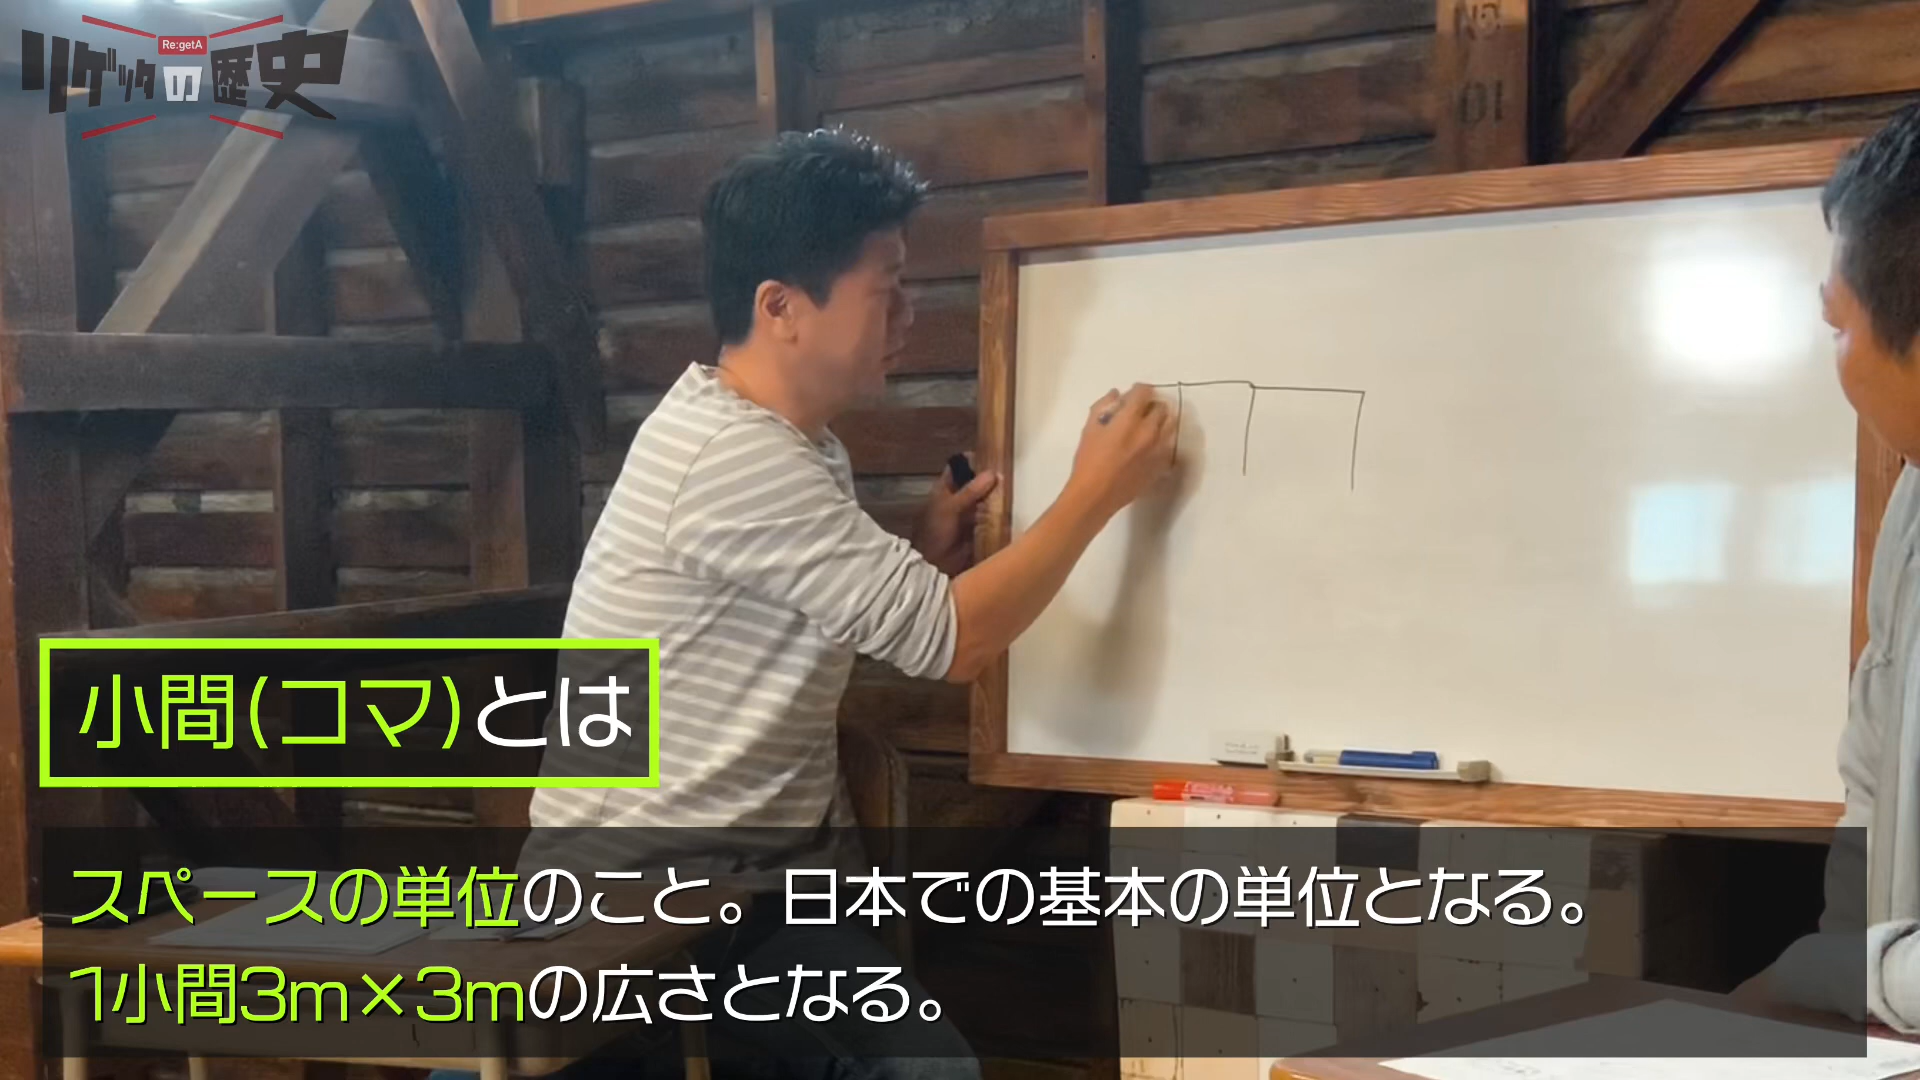 Re:getA
リゲッタの歴史
NO
小間(コマ)とは
スペースの単位のこと。日本での基本の単位となる。
1小間3m×3mの広さとなる。